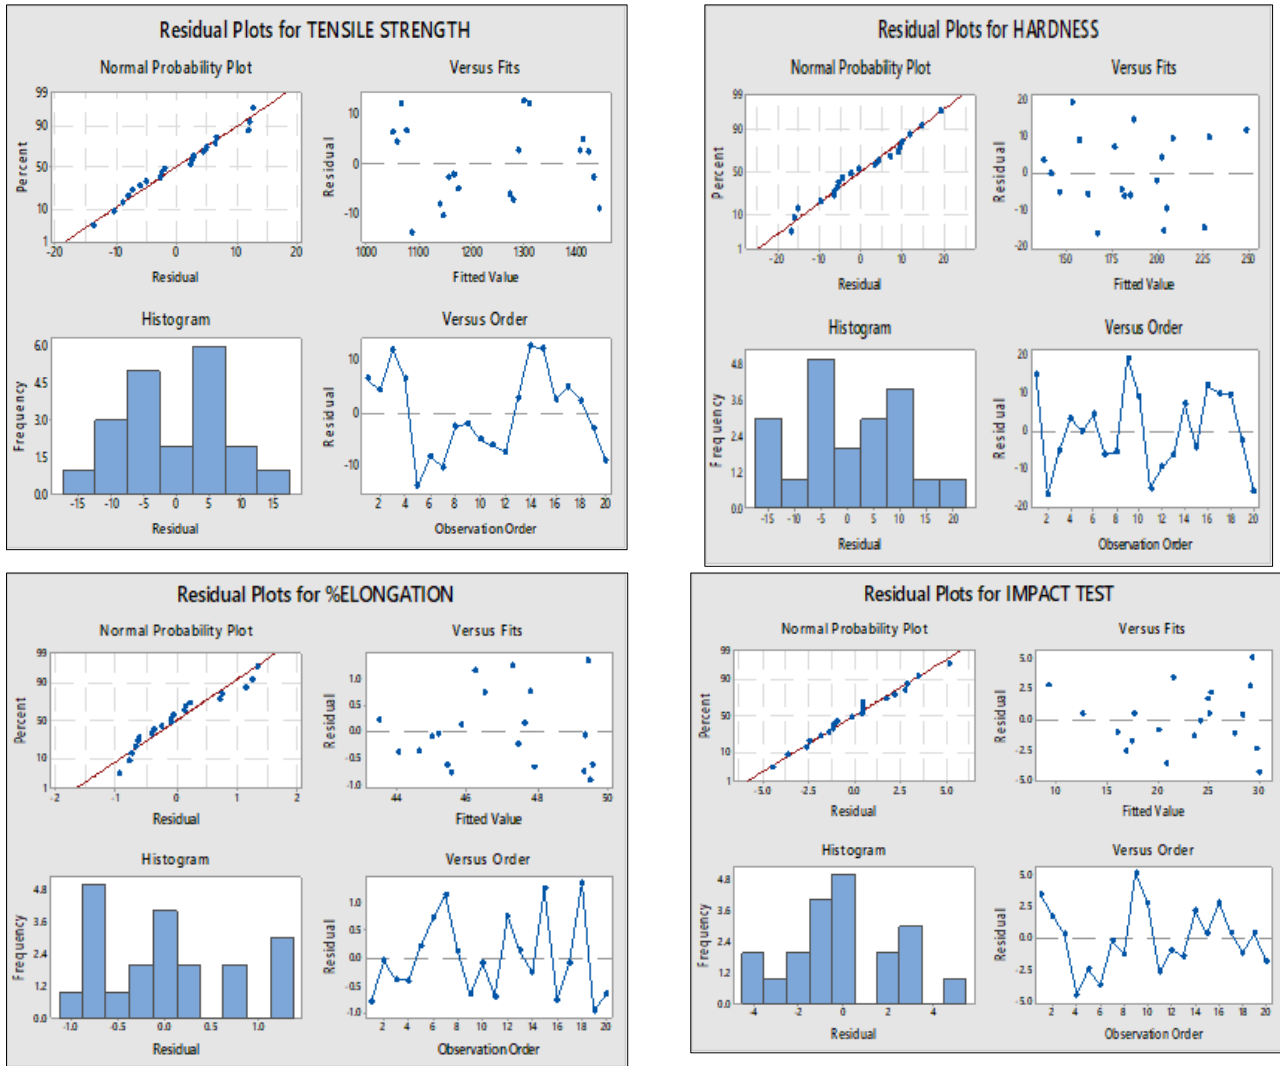 Residual Plots for TENSILE STRENGTH
Normal Probability Plot
Versus Fits
Percent
99
90
50
10
1
-20 -10 0 10 20
Residual
Residual
10
0
-10
1000 1100 1200 1300 1400
Fitted Value
Histogram
Versus Order
Frequency
6.0
4.5
3.0
1.5
0.0
-15 -10 -5 0 5 10 15
Residual
Residual
10
0
-10
2 4 6 8 10 12 14 16 18 20
Observation Order
Residual Plots for HARDNESS
Normal Probability Plot
Versus Fits
Percent
99
90
50
10
1
-20 -10 0 10 20
Residual
Residual
20
10
0
-10
-20
150 175 200 225 250
Fitted Value
Histogram
Versus Order
Frequency
4.8
3.6
2.4
1.2
0.0
-15 -10 -5 0 5 10 15 20
Residual
Residual
20
10
0
-10
-20
2 4 6 8 10 12 14 16 18 20
Observation Order
Residual Plots for %ELONGATION
Normal Probability Plot
Versus Fits
Percent
99
90
50
10
1
-2 -1 0 1 2
Residual
Residual
1.0
0.5
0.0
-0.5
-1.0
44 46 48 50
Fitted Value
Histogram
Versus Order
Frequency
4.8
3.6
2.4
1.2
0.0
-1.0 -0.5 0.0 0.5 1.0
Residual
Residual
1.0
0.5
0.0
-0.5
-1.0
2 4 6 8 10 12 14 16 18 20
Observation Order
Residual Plots for IMPACT TEST
Normal Probability Plot
Versus Fits
Percent
99
90
50
10
1
-5.0 -2.5 0.0 2.5 5.0
Residual
Residual
5.0
2.5
0.0
-2.5
-5.0
10 15 20 25 30
Fitted Value
Histogram
Versus Order
Frequency
4.8
3.6
2.4
1.2
0.0
-4 -2 0 2 4
Residual
Residual
5.0
2.5
0.0
-2.5
-5.0
2 4 6 8 10 12 14 16 18 20
Observation Order